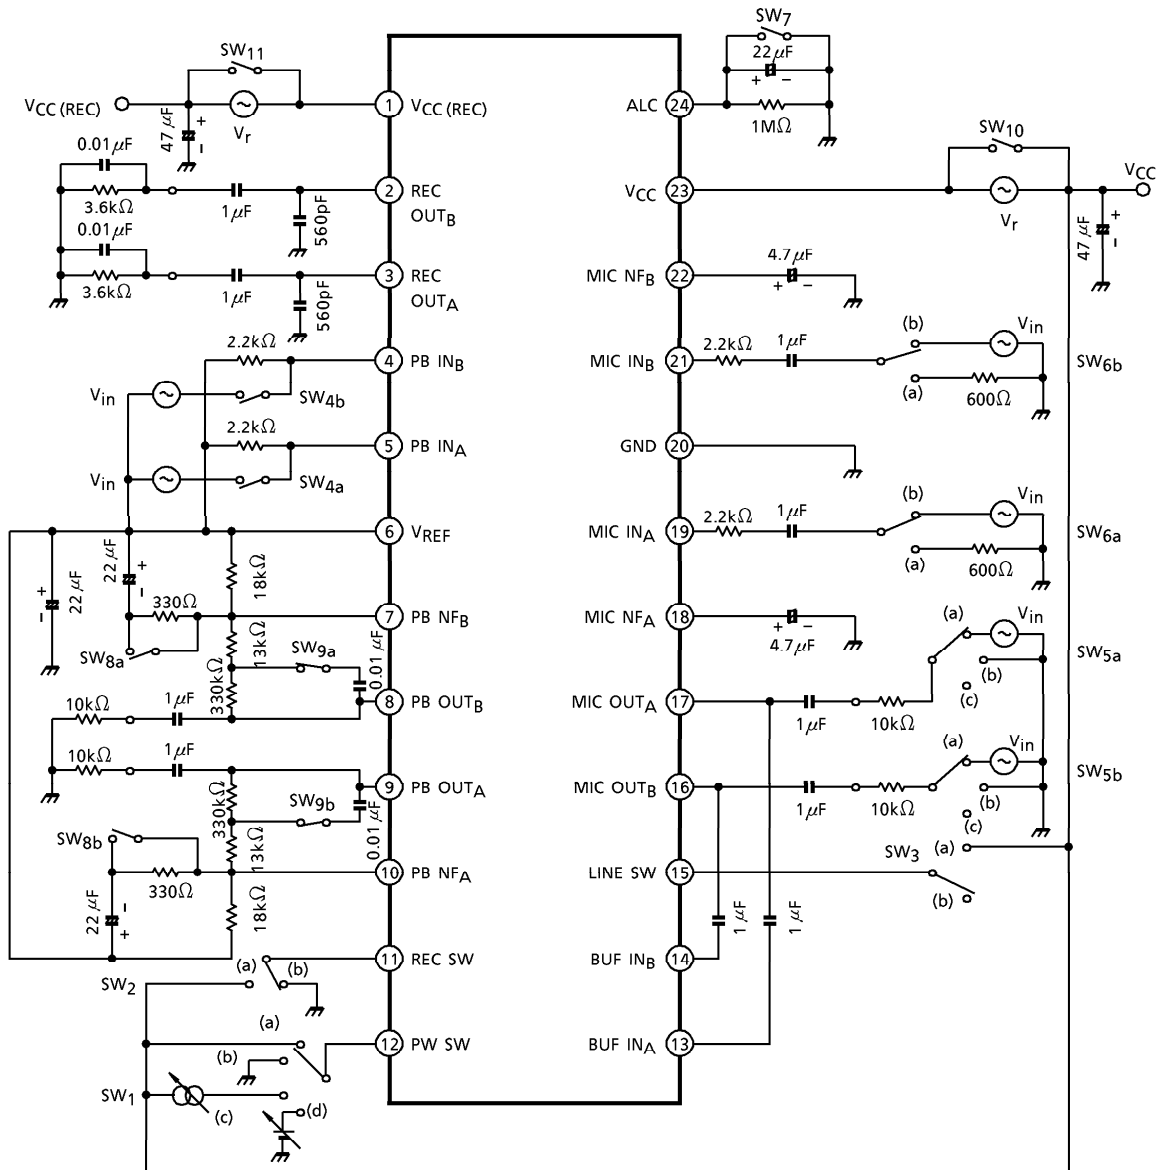 SW7
22μF
+ −
1MΩ
SW11
VCC (REC)
47 μF
+
−
Vr
1
VCC (REC)
ALC
24
SW10
VCC
0.01μF
3.6kΩ
1μF
560pF
2
REC
OUTB
VCC
23
Vr
47 μF
+
−
0.01μF
3.6kΩ
1μF
560pF
3
REC
OUTA
MIC NFB
22
4.7μF
+ −
2.2kΩ
4
PB INB
MIC INB
21
2.2kΩ
1μF
(b)
Vin
SW6b
(a)
600Ω
Vin
SW4b
2.2kΩ
5
PB INA
GND
20
Vin
SW4a
6
VREF
MIC INA
19
2.2kΩ
1μF
(b)
Vin
SW6a
(a)
600Ω
+
−
22 μF
22 μF
+
−
18kΩ
330Ω
7
PB NFB
MIC NFA
18
+ −
4.7μF
SW8a
13kΩ
SW9a
0.01 μF
330kΩ
(a)
Vin
SW5a
(b)
(c)
10kΩ
1μF
8
PB OUTB
MIC OUTA
17
1μF
10kΩ
10kΩ
1μF
9
PB OUTA
MIC OUTB
16
1μF
10kΩ
(a)
Vin
SW5b
(b)
(c)
330kΩ
SW9b
0.01 μF
13kΩ
SW8b
330Ω
10
PB NFA
LINE SW
15
SW3
(a)
(b)
22 μF
−
+
18kΩ
1 μF
1 μF
11
REC SW
BUF INB
14
SW2
(a)
(b)
12
PW SW
BUF INA
13
(a)
(b)
SW1
(c)
(d)